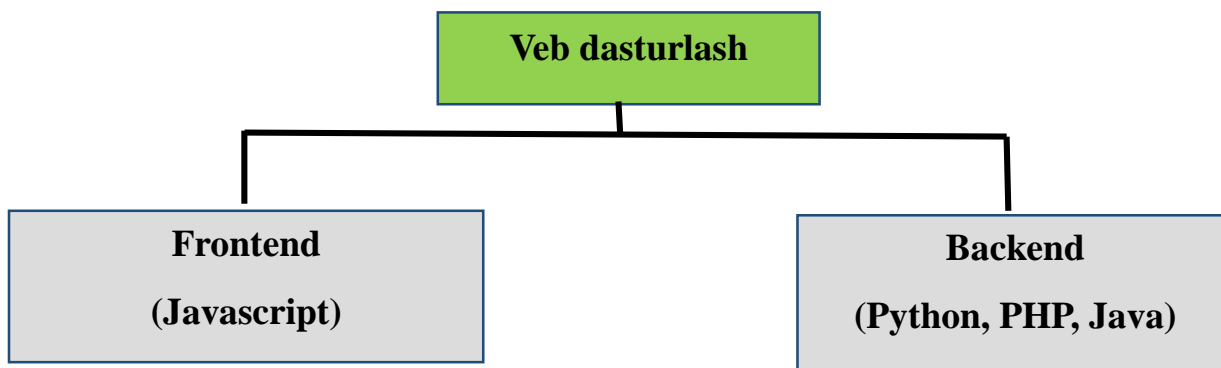 Veb dasturlash
Frontend
(Javascript)
Backend
(Python, PHP, Java)